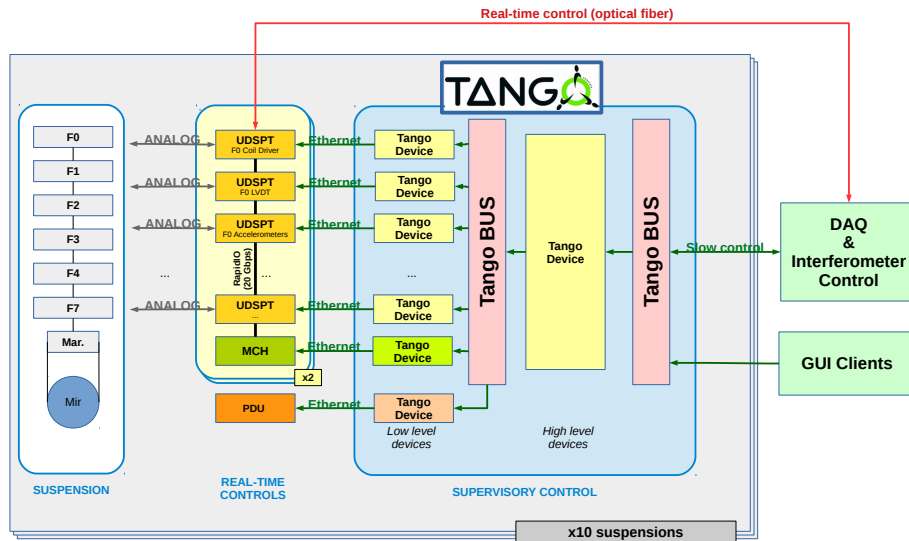 Real-time control (optical fiber)
TANGO
F0
ANALOG
UDSPT
F0 Coil Driver
Ethernet
Tango
Device
F1
ANALOG
UDSPT
F0 LVDT
Ethernet
Tango
Device
F2
ANALOG
UDSPT
F0 Accelerometers
Ethernet
Tango
Device
F3
F4
...
RapidIO
(20 Gbps)
...
...
F7
ANALOG
UDSPT
...
Ethernet
Tango
Device
Mar.
MCH
Ethernet
Tango
Device
x2
Mir
PDU
Ethernet
Tango
Device
Tango BUS
Tango
Device
Tango BUS
Slow control
DAQ
&
Interferometer
Control
GUI Clients
Low level
devices
High level
devices
SUSPENSION
REAL-TIME
CONTROLS
SUPERVISORY CONTROL
x10 suspensions